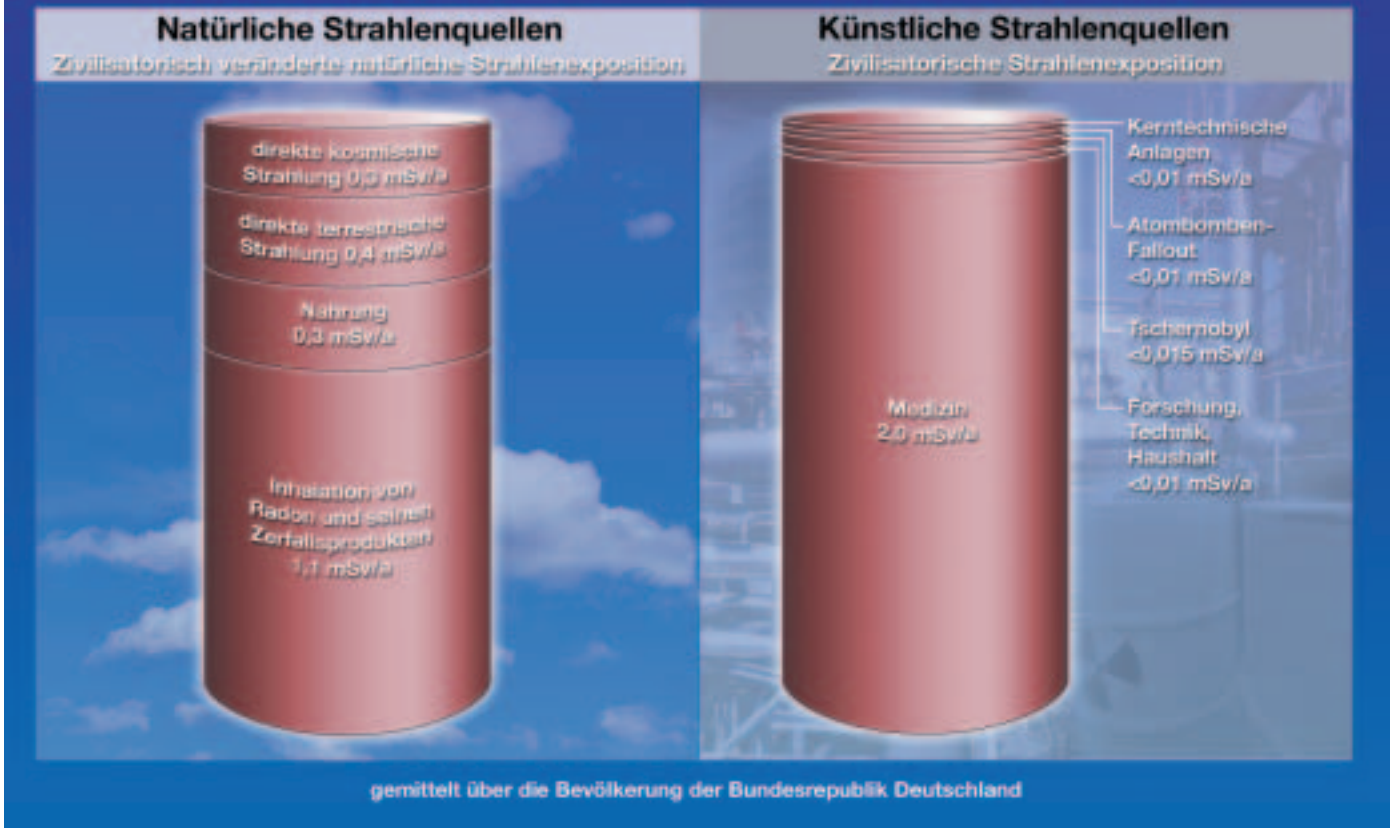 Natürliche Strahlenquellen
Zivilisatorisch veränderte natürliche Strahlenexposition
direkte kosmische
Strahlung 0,3 mSv/a
direkte terrestrische
Strahlung 0,4 mSv/a
Nahrung
0,3 mSv/a
Inhalation von
Radon und seinen
Zerfallsprodukten
1,1 mSv/a
Künstliche Strahlenquellen
Zivilisatorische Strahlenexposition
Kerntechnische
Anlagen
<0,01 mSv/a
Atombomben-
Fallout
<0,01 mSv/a
Tschernobyl
<0,015 mSv/a
Forschung,
Technik,
Haushalt
<0,01 mSv/a
Medizin
2,0 mSv/a
gemittelt über die Bevölkerung der Bundesrepublik Deutschland